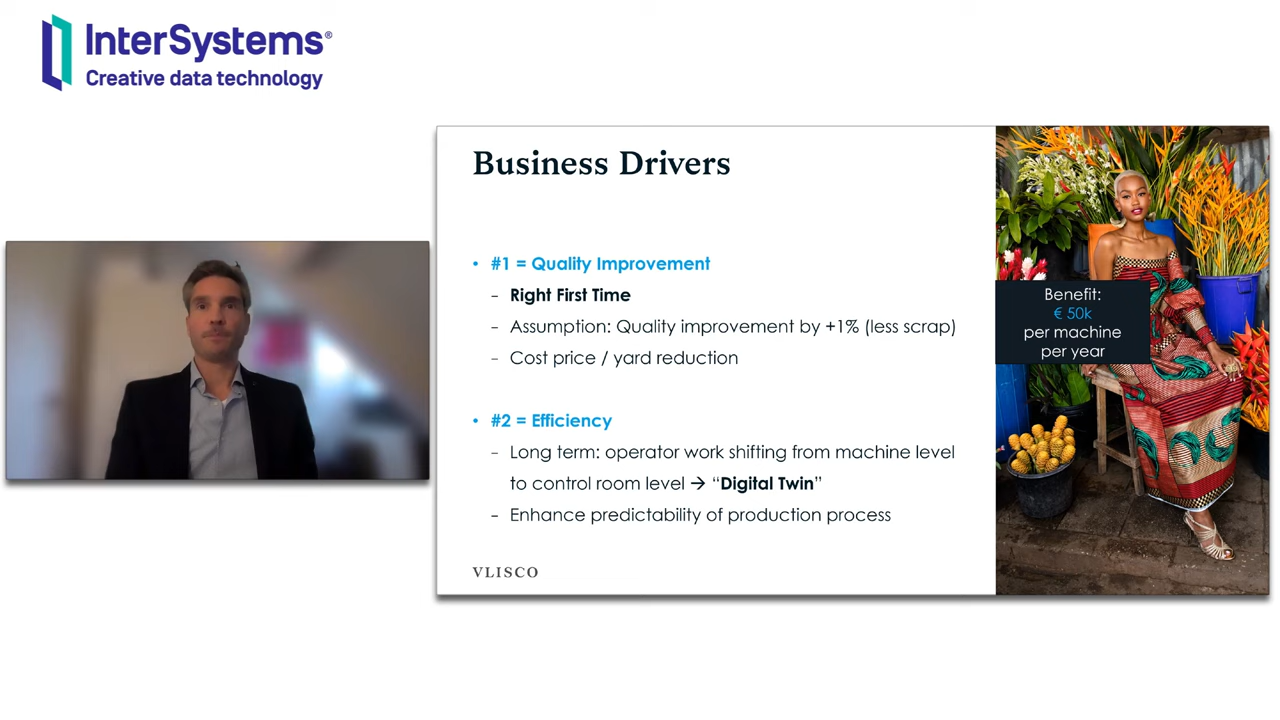 InterSystems®
Creative data technology
Business Drivers
• #1 = Quality Improvement
- Right First Time
- Assumption: Quality improvement by +1% (less scrap)
- Cost price / yard reduction
• #2 = Efficiency
- Long term: operator work shifting from machine level
to control room level → “Digital Twin”
- Enhance predictability of production process
VLISCO
Benefit:
€ 50k
per machine
per year